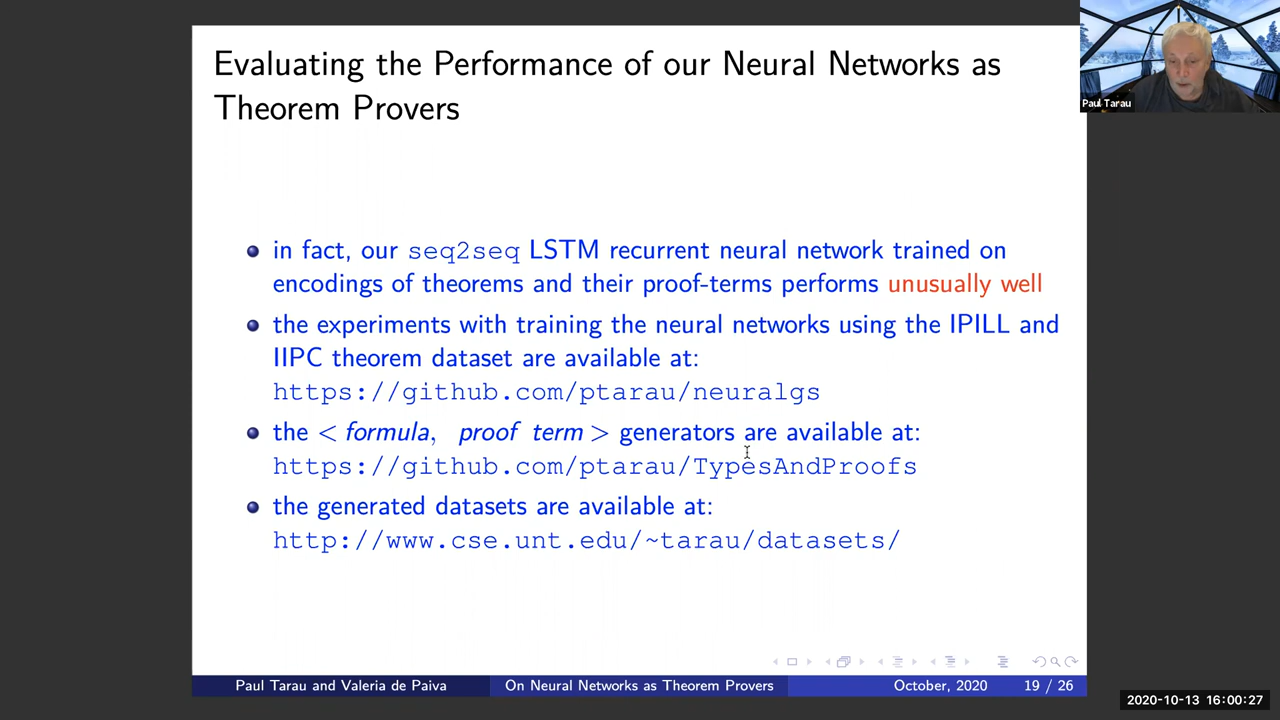 Evaluating the Performance of our Neural Networks as
Theorem Provers
in fact, our seq2seq LSTM recurrent neural network trained on
encodings of theorems and their proof-terms performs unusually well
the experiments with training the neural networks using the IPILL and
IIPC theorem dataset are available at:
https://github.com/ptarau/neuralgs
the < formula, proof term > generators are available at:
https://github.com/ptarau/TypesAndProofs
the generated datasets are available at:
http://www.cse.unt.edu/~tarau/datasets/
Paul Tarau and Valeria de Paiva
On Neural Networks as Theorem Provers
October, 2020
19 / 26
Paul Tarau
2020-10-13 16:00:27